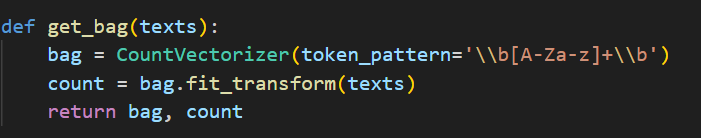 def get_bag(texts):
    bag = CountVectorizer(token_pattern='\\b[A-Za-z]+\\b')
    count = bag.fit_transform(texts)
    return bag, count